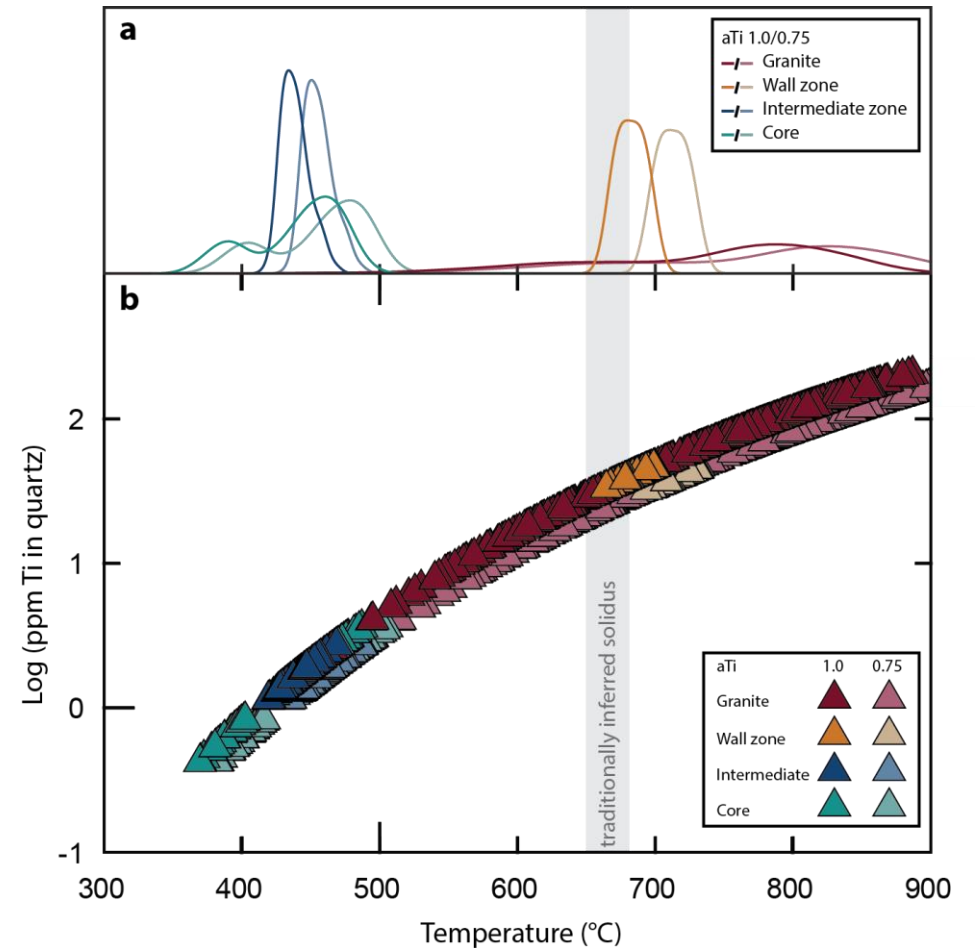 a
aTi 1.0/0.75
Granite
Wall zone
Intermediate zone
Core
b
2
1
0
-1
Log (ppm Ti in quartz)
traditionally inferred solidus
aTi 1.0 0.75
Granite
Wall zone
Intermediate
Core
300 400 500 600 700 800 900
Temperature (°C)